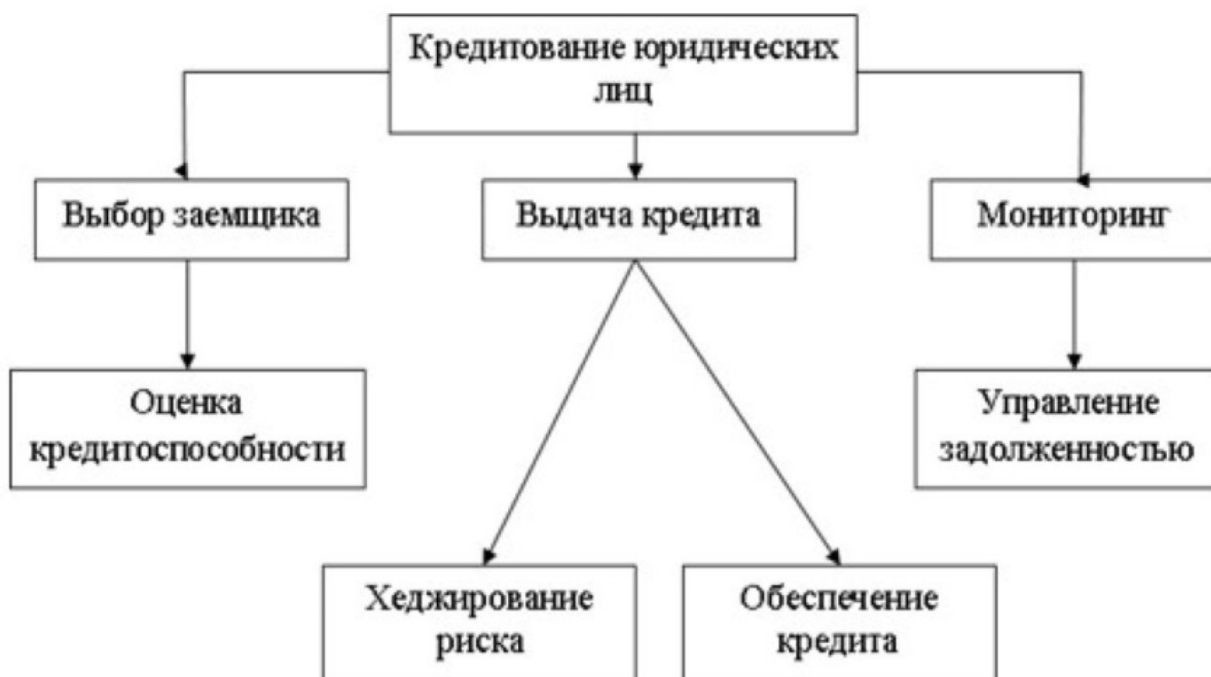 Кредитование юридических
лиц
Выбор заемщика
Выдача кредита
Мониторинг
Оценка
кредитоспособности
Управление
задолженностью
Хеджирование
риска
Обеспечение
кредита